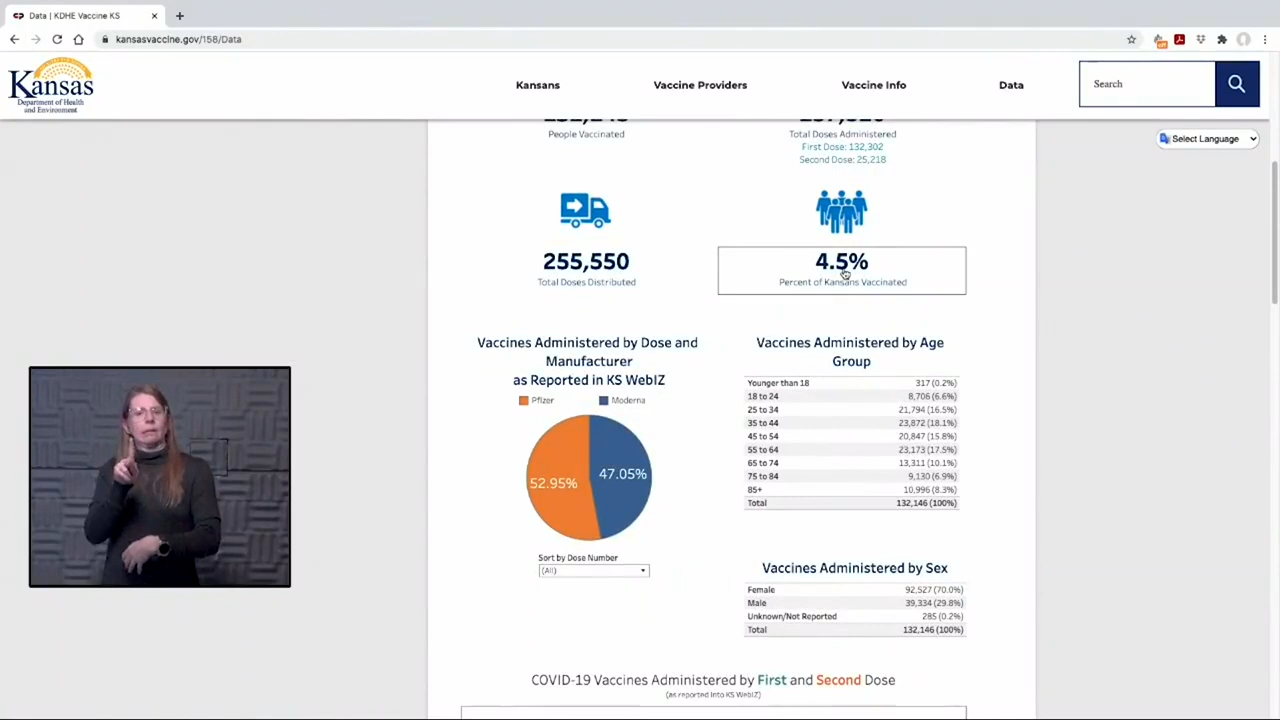 Data | KDHE Vaccine KS
kansasvaccine.gov/158/Data
Kansas
Department of Health
and Environment
Kansans
Vaccine Providers
Vaccine Info
Data
Search
Select Language
People Vaccinated
Total Doses Administered
First Dose: 132,302
Second Dose: 25,218
255,550
Total Doses Distributed
4.5%
Percent of Kansans Vaccinated
Vaccines Administered by Dose and
Manufacturer
as Reported in KS WebIZ
Pfizer
Moderna
52.95%
47.05%
Sort by Dose Number
(All)
Vaccines Administered by Age
Group
Younger than 18 317 (0.2%)
18 to 24 8,706 (6.6%)
25 to 34 21,794 (16.5%)
35 to 44 23,872 (18.1%)
45 to 54 20,847 (15.8%)
55 to 64 23,173 (17.5%)
65 to 74 13,311 (10.1%)
75 to 84 9,130 (6.9%)
85+ 10,996 (8.3%)
Total 132,146 (100%)
Vaccines Administered by Sex
Female 92,527 (70.0%)
Male 39,334 (29.8%)
Unknown/Not Reported 285 (0.2%)
Total 132,146 (100%)
COVID-19 Vaccines Administered by First and Second Dose
(as reported into KS WebIZ)